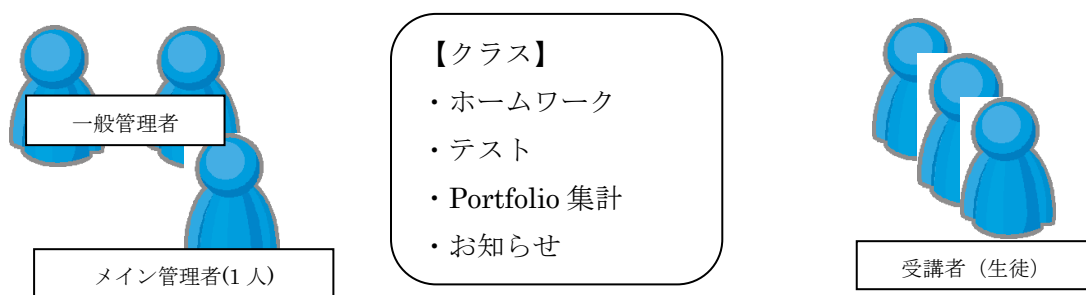 一般管理者
メイン管理者(1 人)
【クラス】
・ホームワーク
・テスト
・Portfolio 集計
・お知らせ
受講者（生徒）